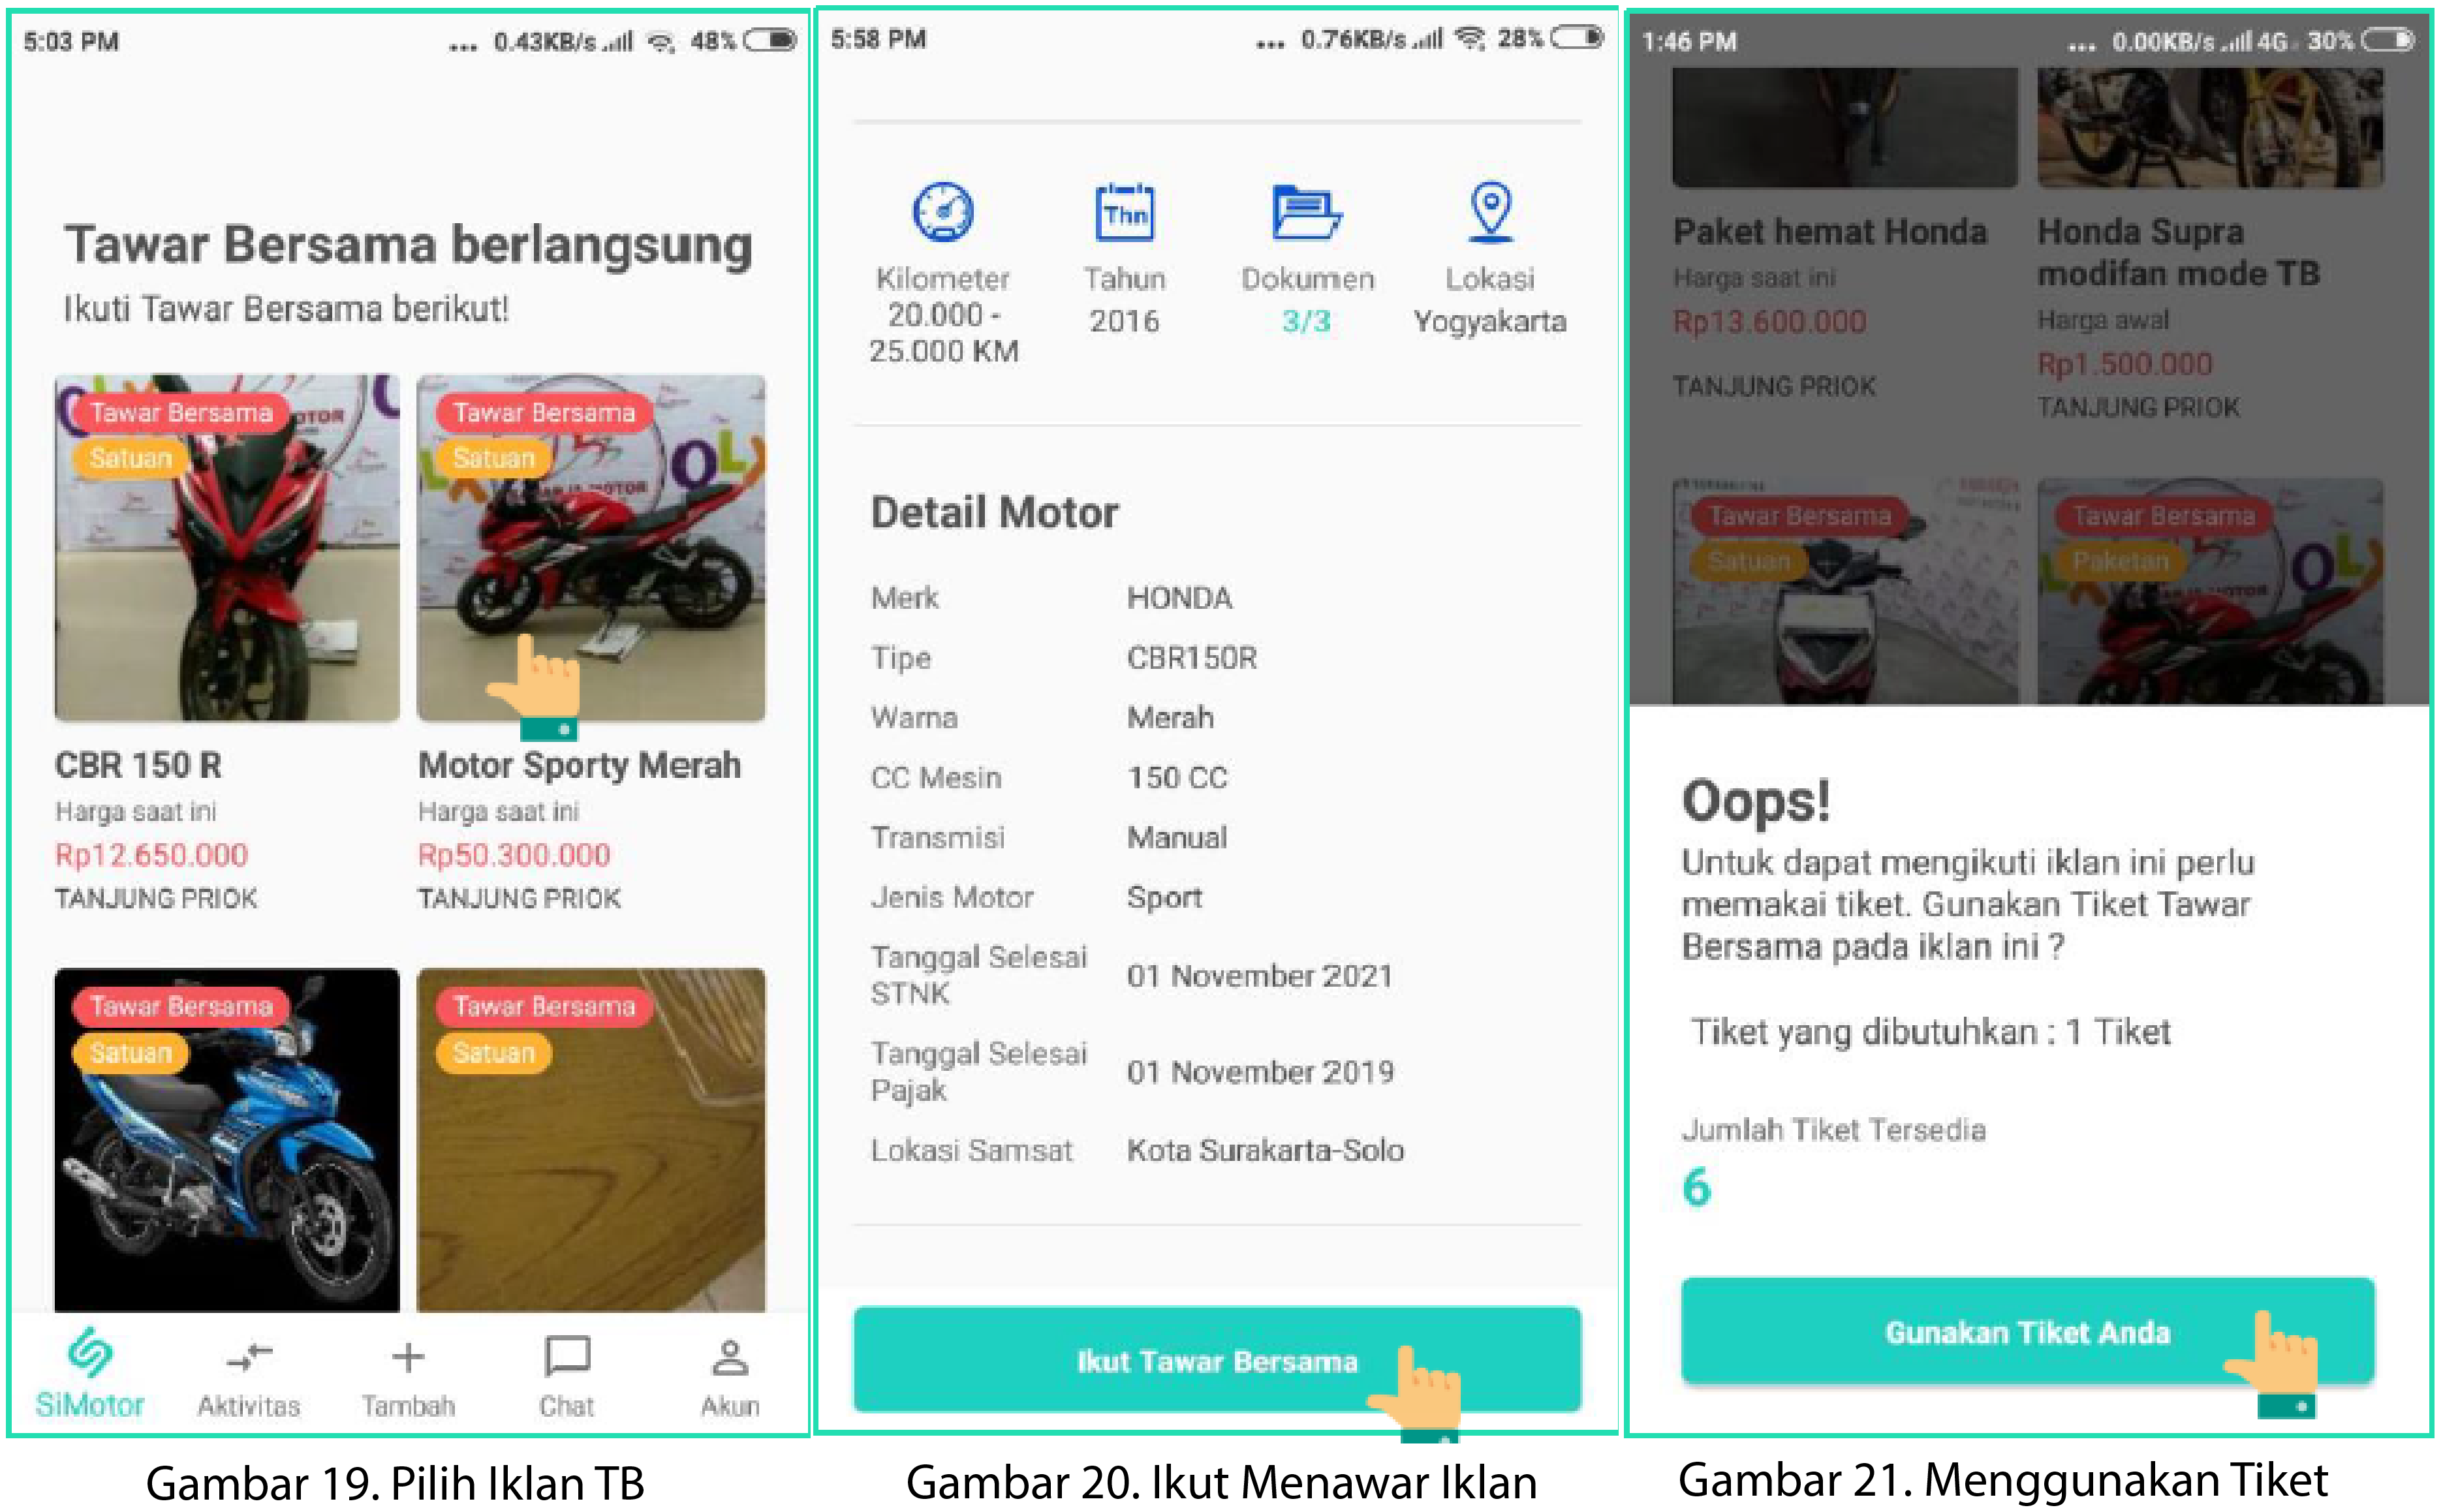 5:03 PM
... 0.43KB/s 48%
Tawar Bersama berlangsung
Ikuti Tawar Bersama berikut!
Tawar Bersama
Satuan
Tawar Bersama
Satuan
OLX
MOTOR
CBR 150 R
Harga saat ini
Rp12.650.000
TANJUNG PRIOK
Motor Sporty Merah
Harga saat ini
Rp50.300.000
TANJUNG PRIOK
Tawar Bersama
Satuan
Tawar Bersama
Satuan
SiMotor
Aktivitas
Tambah
Chat
Akun
Gambar 19. Pilih Iklan TB
5:58 PM
... 0.76KB/s 28%
Thn
Kilometer
20.000 -
25.000 KM
Tahun
2016
Dokumen
3/3
Lokasi
Yogyakarta
Detail Motor
Merk HONDA
Tipe CBR150R
Warna Merah
CC Mesin 150 CC
Transmisi Manual
Jenis Motor Sport
Tanggal Selesai
STNK 01 November 2021
Tanggal Selesai
Pajak 01 November 2019
Lokasi Samsat Kota Surakarta-Solo
Ikut Tawar Bersama
Gambar 20. Ikut Menawar Iklan
1:46 PM
... 0.00KB/s 4G 30%
Paket hemat Honda
Harga saat ini
Rp13.600.000
TANJUNG PRIOK
Honda Supra
modifan mode TB
Harga awal
Rp1.500.000
TANJUNG PRIOK
Tawar Bersama
Satuan
Tawar Bersama
Paketan
Oops!
Untuk dapat mengikuti iklan ini perlu
memakai tiket. Gunakan Tiket Tawar
Bersama pada iklan ini ?
Tiket yang dibutuhkan : 1 Tiket
Jumlah Tiket Tersedia
6
Gunakan Tiket Anda
Gambar 21. Menggunakan Tiket